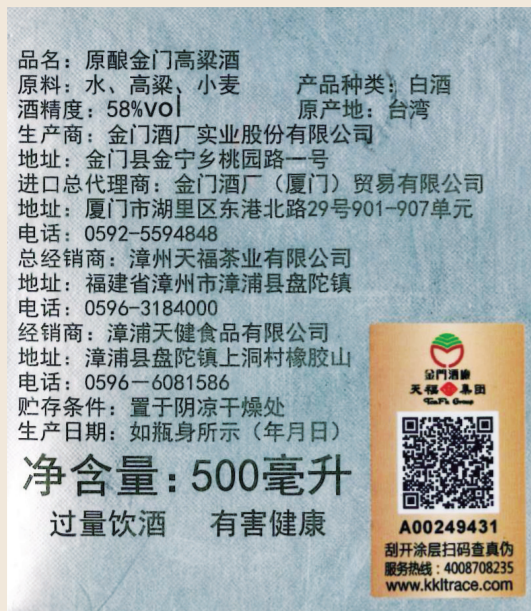 品名：原酿金门高粱酒
原料：水、高粱、小麦 产品种类：白酒
酒精度：58%vol 原产地：台湾
生产商：金门酒厂实业股份有限公司
地址：金门县金宁乡桃园路一号
进口总代理商：金门酒厂（厦门）贸易有限公司
地址：厦门市湖里区东港北路29号901-907单元
电话：0592-5594848
总经销商：漳州天福茶业有限公司
地址：福建省漳州市漳浦县盘陀镇
电话：0596-3184000
经销商：漳浦天健食品有限公司
地址：漳浦县盘陀镇上洞村橡胶山
电话：0596－6081586
贮存条件：置于阴凉干燥处
生产日期：如瓶身所示（年月日）
净含量：500毫升
过量饮酒 有害健康
金門酒廠
天福集团
TenFu Group
A00249431
刮开涂层扫码查真伪
服务热线：4008708235
www.kkltrace.com